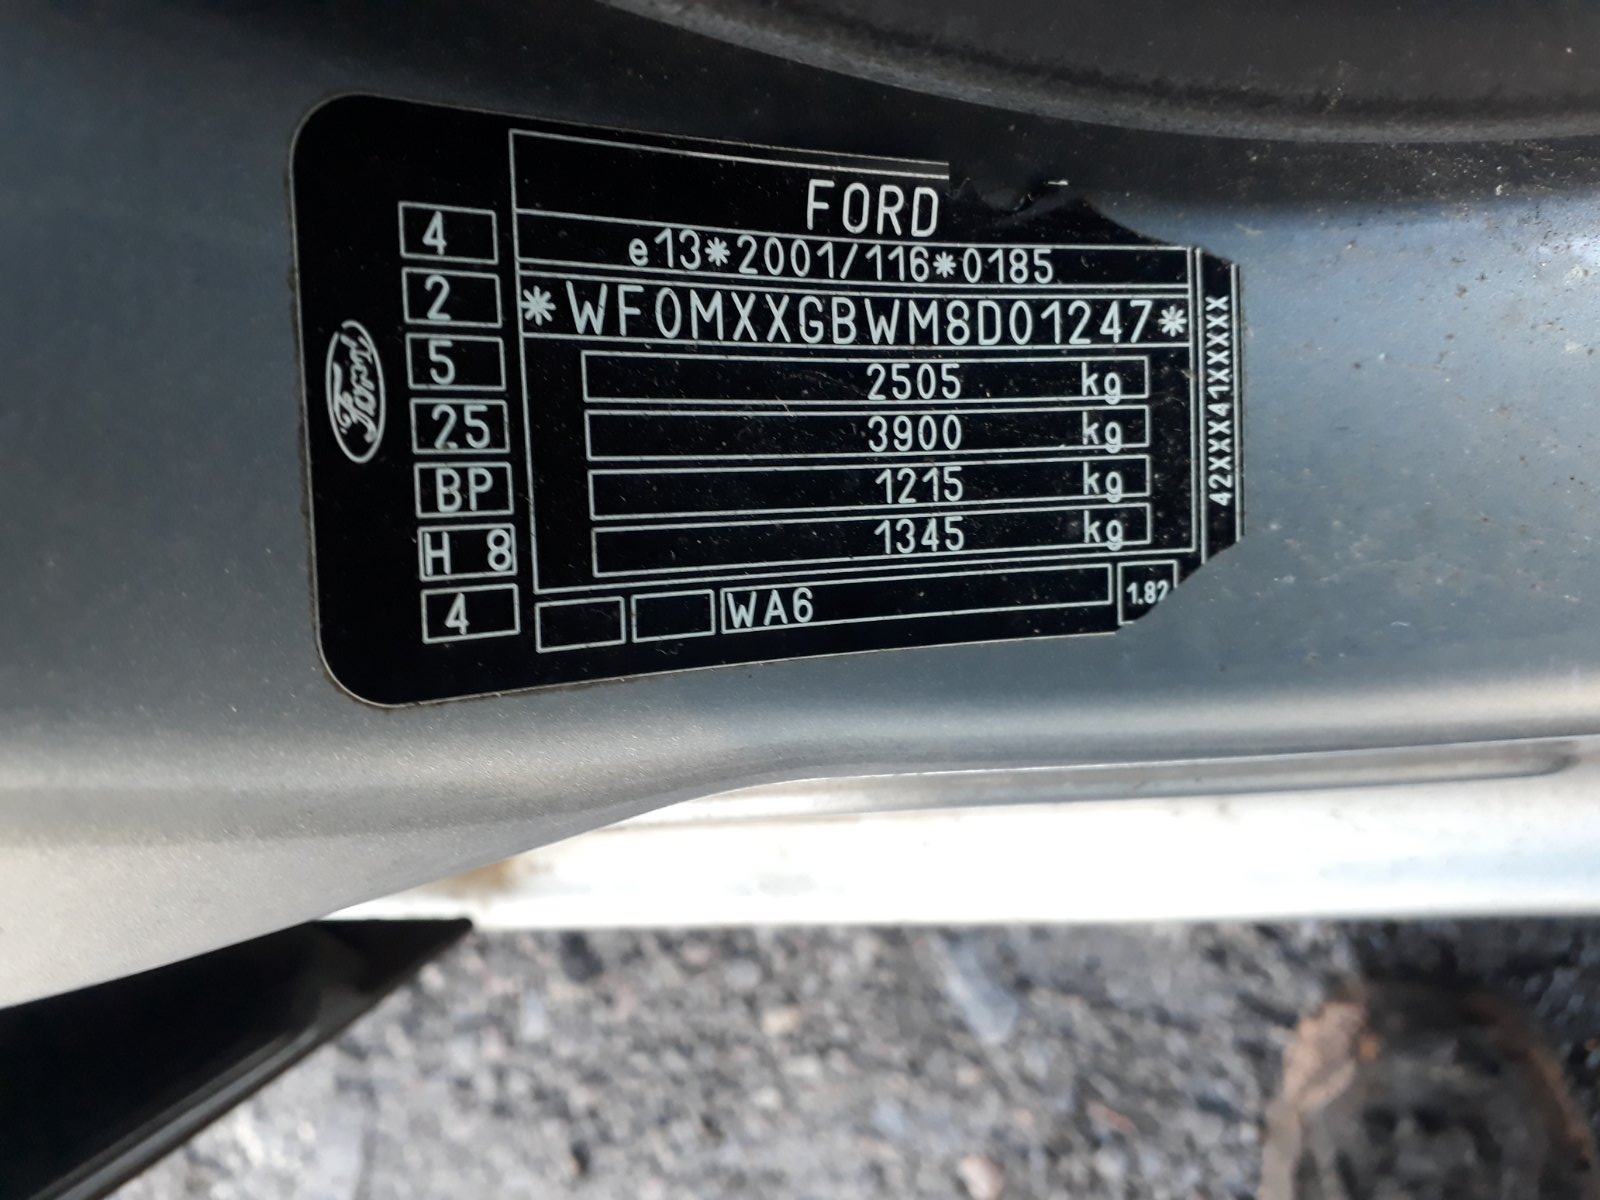 FORD
e13*2001/116*0185
*WF0MXXGBWM8D01247*
2505 kg
3900 kg
1215 kg
1345 kg
WA6
1.82
4
2
5
25
BP
H 8
4
Ford
42XXX41XXXXX